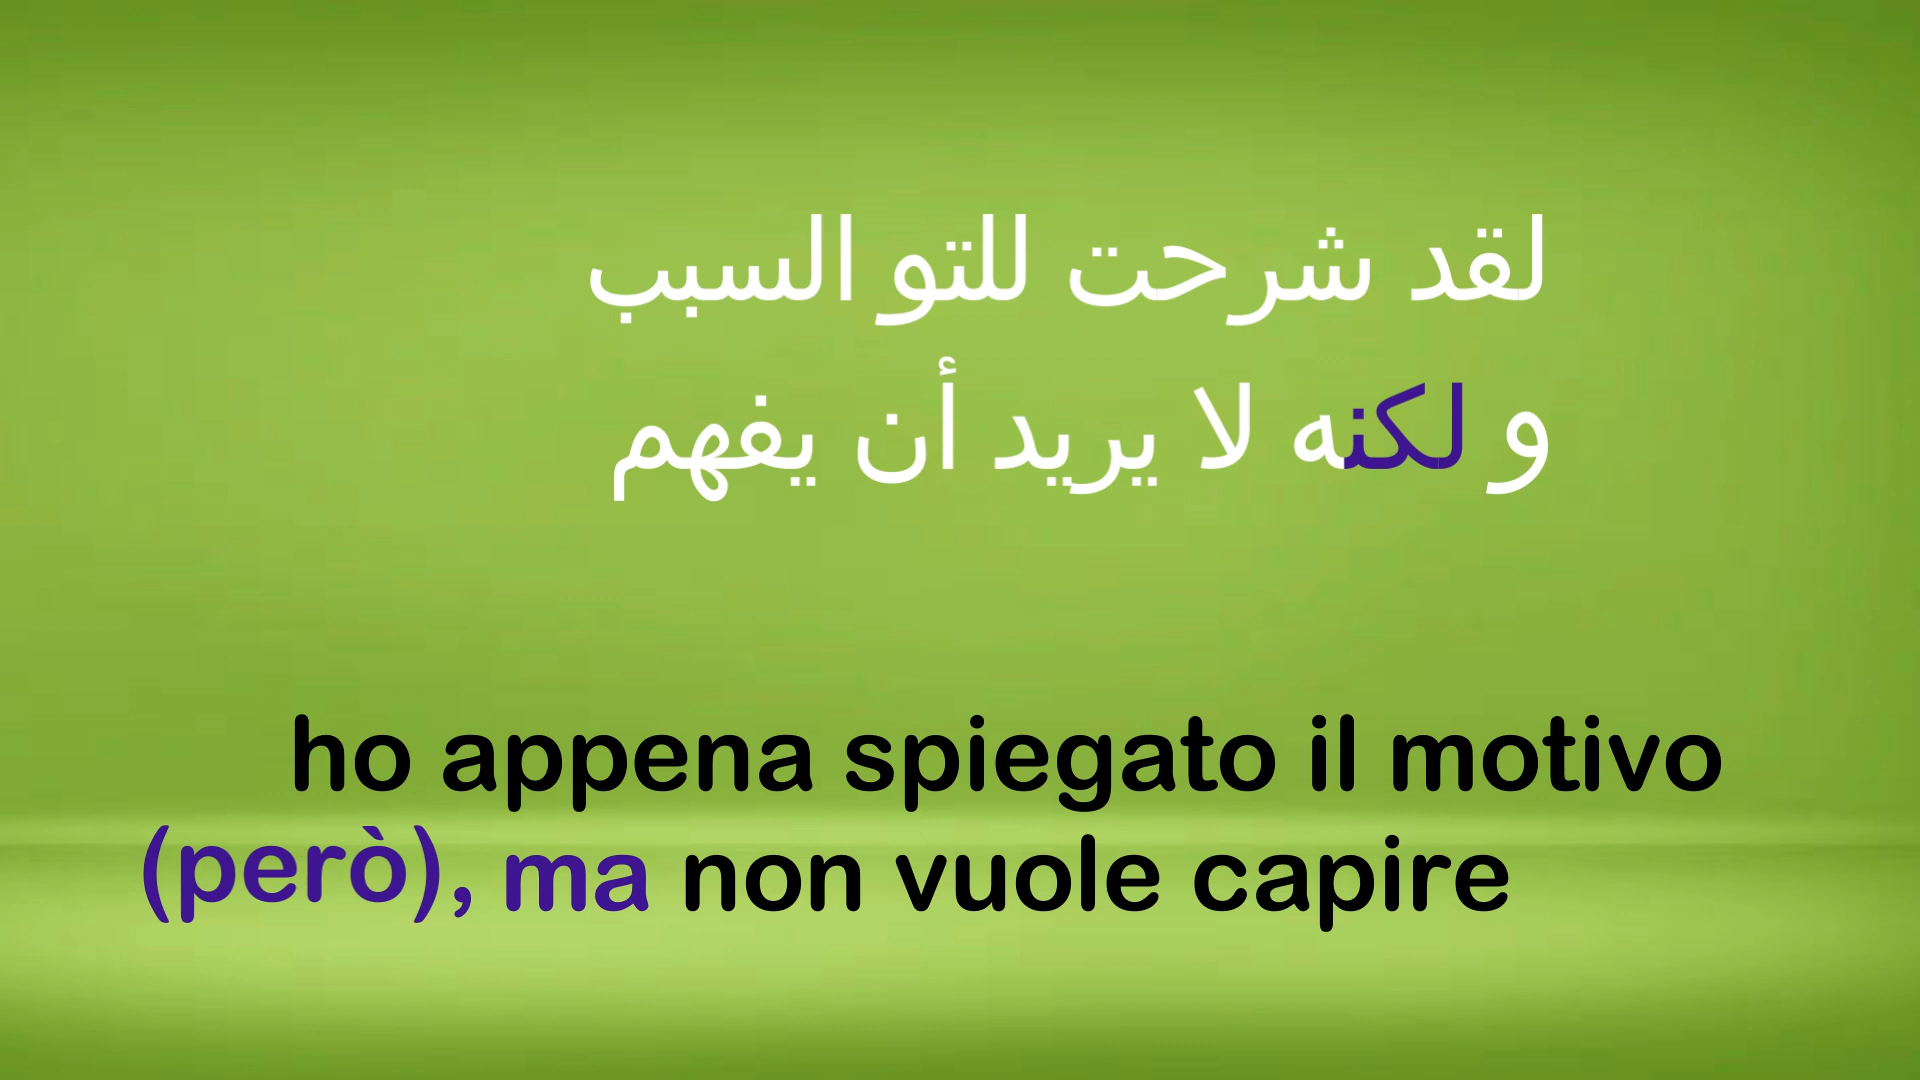 لقد شرحت للتو السبب
و لكنه لا يريد أن يفهم
ho appena spiegato il motivo
(però), ma non vuole capire